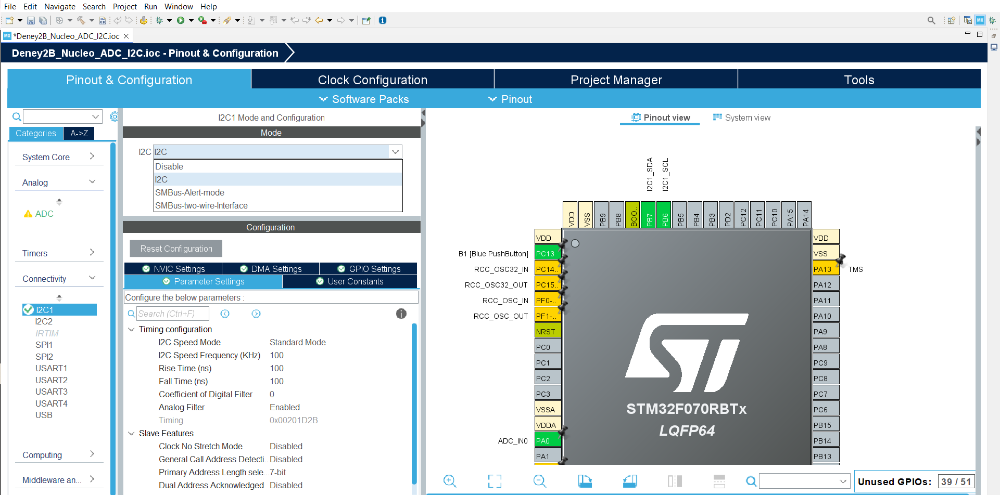 File Edit Navigate Search Project Run Window Help
MX *Deney2B_Nucleo_ADC_I2C.ioc
MX
Deney2B_Nucleo_ADC_I2C.ioc - Pinout & Configuration
Pinout & Configuration Clock Configuration Project Manager Tools
Software Packs Pinout
I2C1 Mode and Configuration
Pinout view System view
Categories A->Z
Mode
System Core
Analog
ADC
Timers
Connectivity
I2C1
I2C2
IRTIM
SPI1
SPI2
USART1
USART2
USART3
USART4
USB
Computing
Middleware an...
I2C I2C
Disable
I2C
SMBus-Alert-mode
SMBus-two-wire-Interface
Configuration
Reset Configuration
NVIC Settings DMA Settings GPIO Settings
Parameter Settings User Constants
Configure the below parameters :
Search (Ctrl+F)
Timing configuration
I2C Speed Mode Standard Mode
I2C Speed Frequency (KHz) 100
Rise Time (ns) 100
Fall Time (ns) 100
Coefficient of Digital Filter 0
Analog Filter Enabled
Timing 0x00201D2B
Slave Features
Clock No Stretch Mode Disabled
General Call Address Detecti.. Disabled
Primary Address Length sele... 7-bit
Dual Address Acknowledged Disabled
I2C1_SDA I2C1_SCL
VDD VSS PB9 PB8 BOO.. PB7 PB6 PB5 PB4 PB3 PD2 PC12 PC11 PC10 PA15 PA14
VDD
B1 [Blue PushButton] PC13
RCC_OSC32_IN PC14..
RCC_OSC32_OUT PC15..
RCC_OSC_IN PF0-..
RCC_OSC_OUT PF1-..
NRST
PC0
PC1
PC2
PC3
VSSA
VDDA
ADC_IN0 PA0
PA1
VDD
VSS
PA13 TMS
PA12
PA11
PA10
PA9
PA8
PC9
PC8
PC7
PC6
PB15
PB14
PB13
STM32F070RBTx
LQFP64
Unused GPIOs: 39 / 51